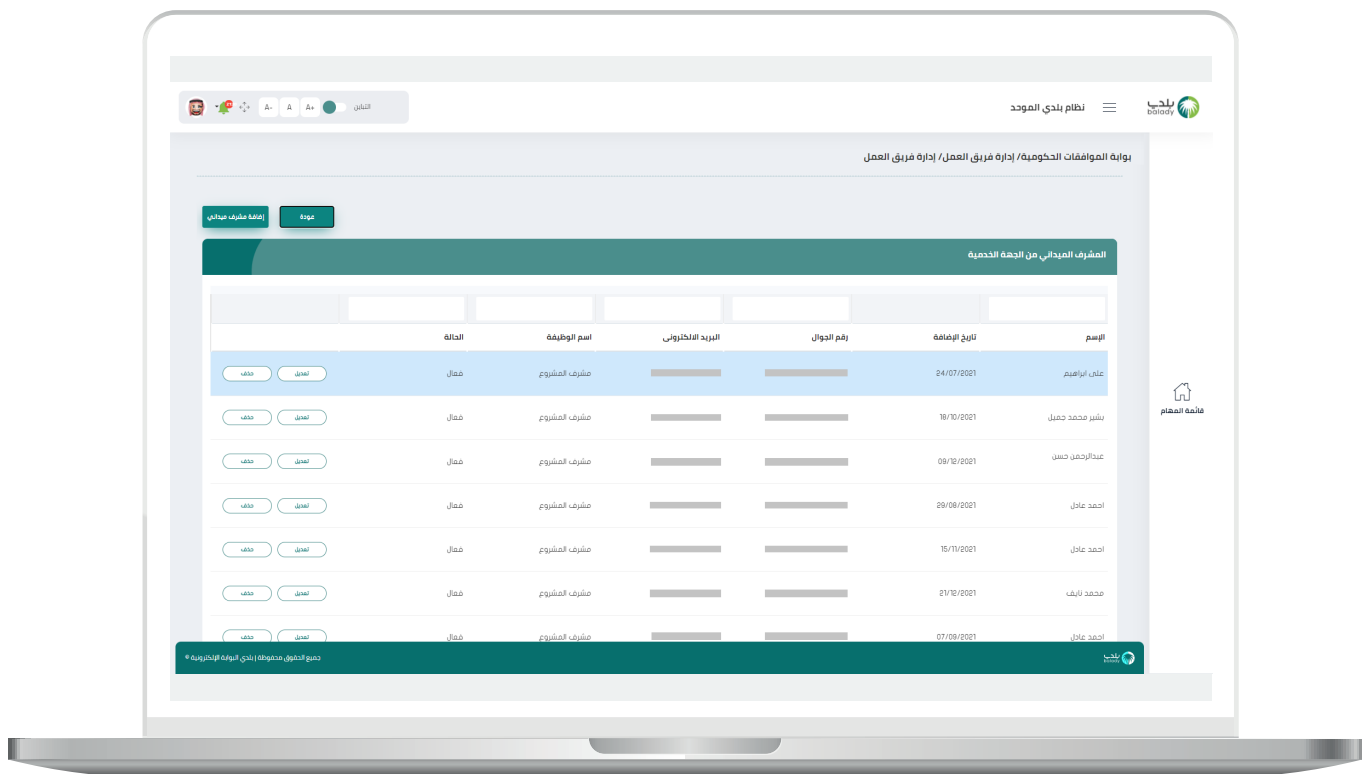 بلدي
balady
نظام بلدي الموحد
التباين
A+
A
A-
بوابة الموافقات الحكومية/ إدارة فريق العمل/ إدارة فريق العمل
عودة
إضافة مشرف ميداني
المشرف الميداني من الجهة الخدمية
الإسم تاريخ الإضافة رقم الجوال البريد الالكترونى اسم الوظيفة الحالة
على ابراهيم 24/07/2021 مشرف المشروع فعال تعديل حذف
بشير محمد جميل 18/10/2021 مشرف المشروع فعال تعديل حذف
عبدالرحمن حسن 09/12/2021 مشرف المشروع فعال تعديل حذف
احمد عادل 29/08/2021 مشرف المشروع فعال تعديل حذف
احمد عادل 15/11/2021 مشرف المشروع فعال تعديل حذف
محمد نايف 21/12/2021 مشرف المشروع فعال تعديل حذف
احمد عادل 07/09/2021 مشرف المشروع فعال تعديل حذف
قائمة المهام
بلدي
balady
جميع الحقوق محفوظة | بلدي البوابة الإلكترونية ©